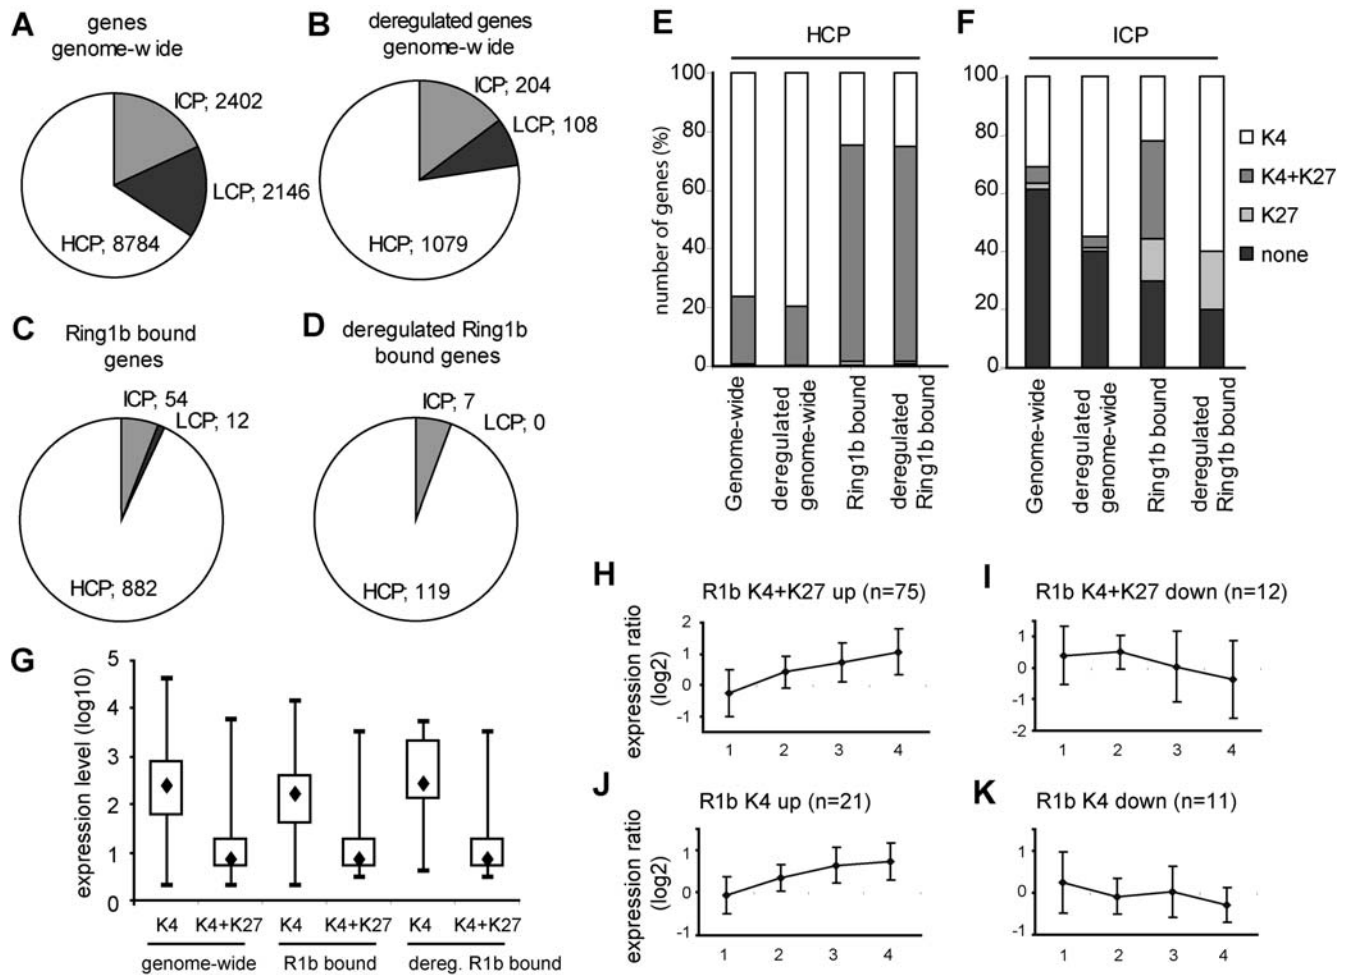 A
genes
genome-wide
ICP; 2402
LCP; 2146
HCP; 8784
B
deregulated genes
genome-wide
ICP; 204
LCP; 108
HCP; 1079
C
Ring1b bound
genes
ICP; 54
LCP; 12
HCP; 882
D
deregulated Ring1b
bound genes
ICP; 7
LCP; 0
HCP; 119
E
HCP
number of genes (%)
100
80
60
40
20
0
Genome-wide
deregulated
genome-wide
Ring1b bound
deregulated
Ring1b bound
F
ICP
100
80
60
40
20
0
Genome-wide
deregulated
genome-wide
Ring1b bound
deregulated
Ring1b bound
K4
K4+K27
K27
none
G
expression level (log10)
5
4
3
2
1
0
K4 K4+K27 K4 K4+K27 K4 K4+K27
genome-wide R1b bound dereg. R1b bound
H
R1b K4+K27 up (n=75)
expression ratio
(log2)
2
1
0
-1
1 2 3 4
I
R1b K4+K27 down (n=12)
1
0
-1
-2
1 2 3 4
J
R1b K4 up (n=21)
expression ratio
(log2)
1
0
-1
1 2 3 4
K
R1b K4 down (n=11)
1
0
-1
1 2 3 4